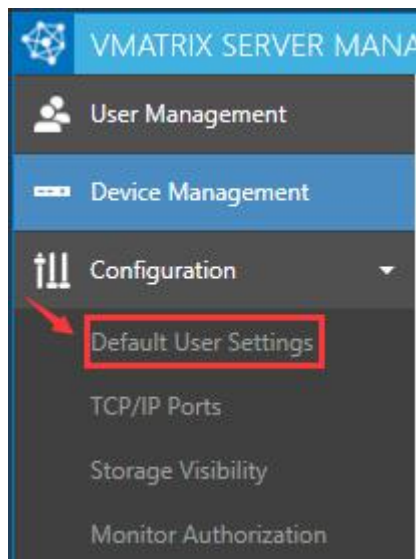 VMATRIX SERVER MANA
User Management
Device Management
Configuration
Default User Settings
TCP/IP Ports
Storage Visibility
Monitor Authorization